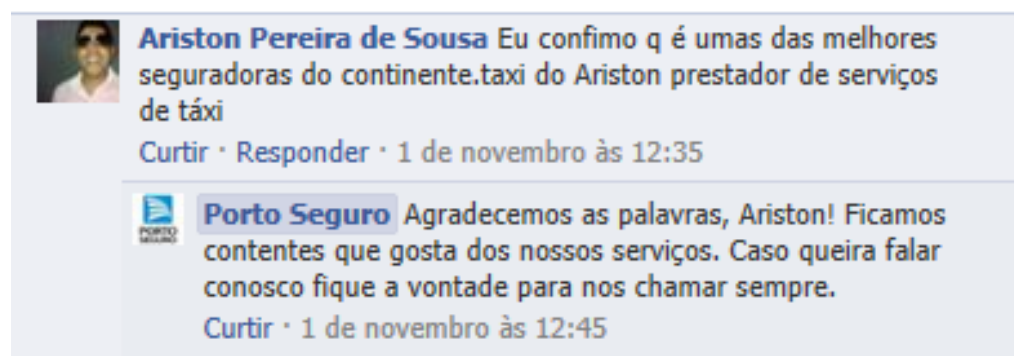 Ariston Pereira de Sousa Eu confimo q é umas das melhores
seguradoras do continente.taxi do Ariston prestador de serviços
de táxi
Curtir · Responder · 1 de novembro às 12:35
PORTO
SEGURO
Porto Seguro Agradecemos as palavras, Ariston! Ficamos
contentes que gosta dos nossos serviços. Caso queira falar
conosco fique a vontade para nos chamar sempre.
Curtir · 1 de novembro às 12:45